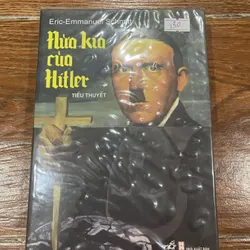 Eric-Emmanuel Schmitt
Nửa kia
của
Hitler
TIỂU THUYẾT